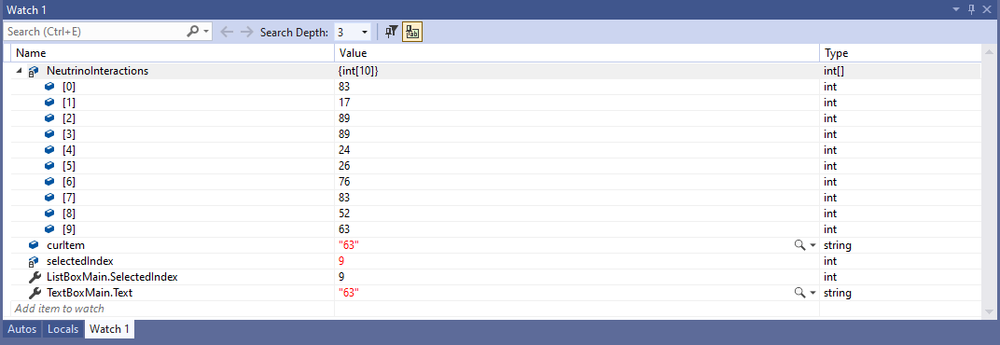 Watch 1
Search (Ctrl+E) Search Depth: 3
Name Value Type
NeutrinoInteractions {int[10]} int[]
[0] 83 int
[1] 17 int
[2] 89 int
[3] 89 int
[4] 24 int
[5] 26 int
[6] 76 int
[7] 83 int
[8] 52 int
[9] 63 int
curItem "63" string
selectedIndex 9 int
ListBoxMain.SelectedIndex 9 int
TextBoxMain.Text "63" string
Add item to watch
Autos Locals Watch 1